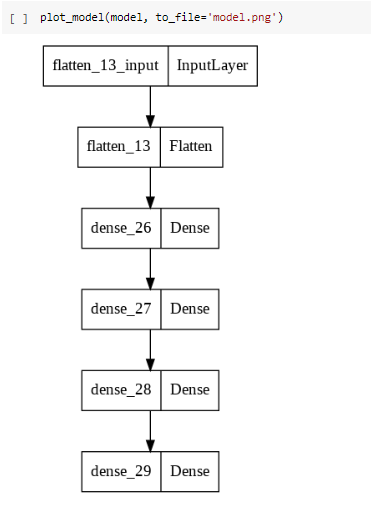 [ ] plot_model(model, to_file='model.png')
flatten_13_input InputLayer
flatten_13 Flatten
dense_26 Dense
dense_27 Dense
dense_28 Dense
dense_29 Dense